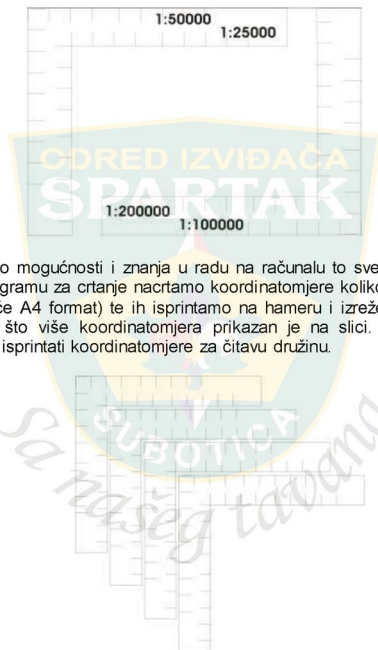 1:50000
1:25000
ODRED IZVIĐAČA
SPARTAK
1:200000
1:100000
o mogućnosti i znanja u radu na računalu to sve
gramu za crtanje nacrtamo koordinatomjere koliko
će A4 format) te ih isprintamo na hameru i izreže
što više koordinatomjera prikazan je na slici.
isprintati koordinatomjere za čitavu družinu.
SUBOTICA
Sa našeg tavana